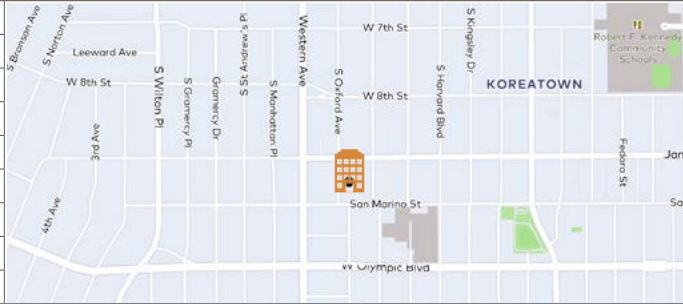 S Bronson Ave
S Norton Ave
Leeward Ave
W 8th St
3rd Ave
4th Ave
S Wilton Pl
S Gramercy Pl
Gramercy Dr
S St Andrew's Pl
S Manhattan Pl
Western Ave
S Oxford Ave
W 7th St
W 8th St
S Harvard Blvd
S Kingsley Dr
KOREATOWN
Robert F. Kennedy
Community
Schools
Fedora St
Jan
San Marino St
Sa
W Olympic Blvd